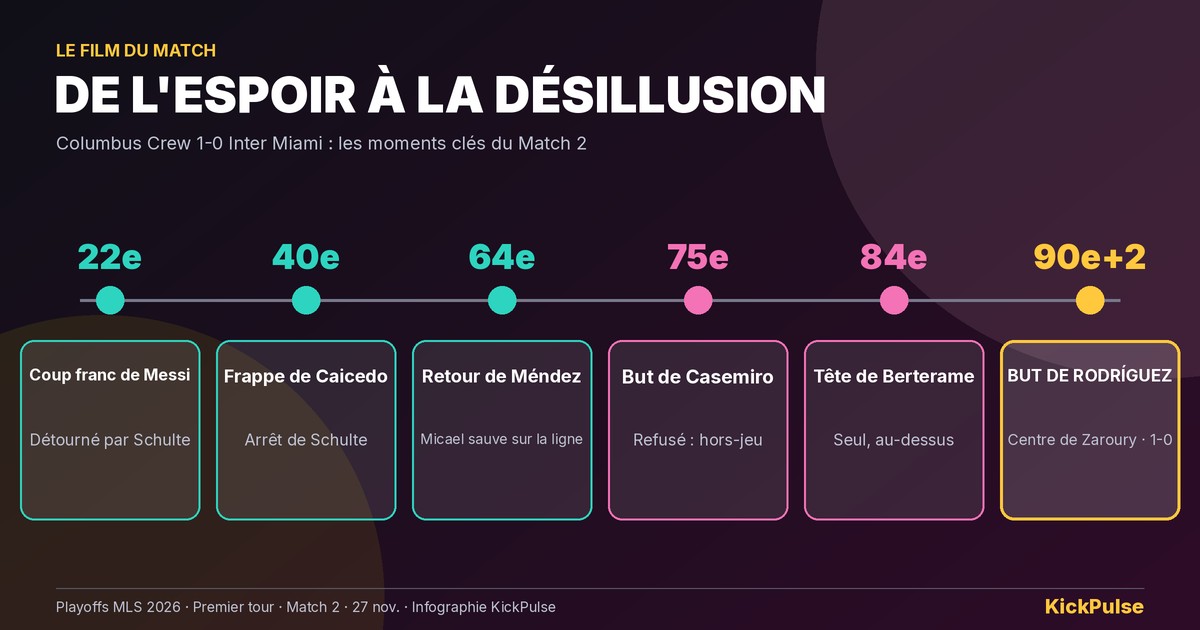 LE FILM DU MATCH
DE L'ESPOIR À LA DÉSILLUSION
Columbus Crew 1-0 Inter Miami : les moments clés du Match 2
22e
40e
64e
75e
84e
90e+2
Coup franc de Messi
Frappe de Caicedo
Retour de Méndez
But de Casemiro
Tête de Berterame
BUT DE RODRÍGUEZ
Détourné par Schulte
Arrêt de Schulte
Micael sauve sur la ligne
Refusé : hors-jeu
Seul, au-dessus
Centre de Zaroury · 1-0
Playoffs MLS 2026 · Premier tour · Match 2 · 27 nov. · Infographie KickPulse
KickPulse